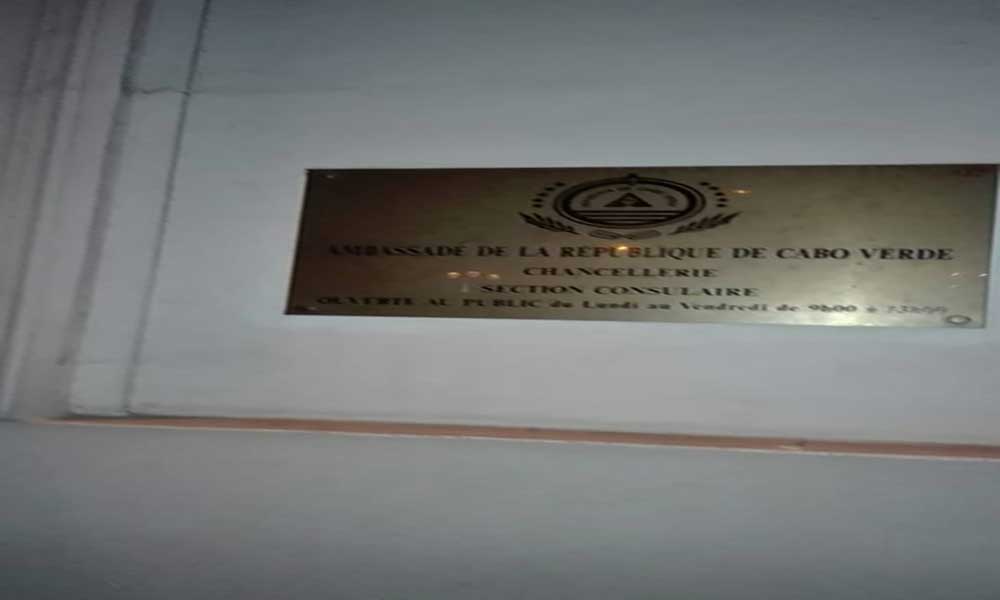 AMBASSADE DE LA RÉPUBLIQUE DE CABO VERDE
CHANCELLERIE
SECTION CONSULAIRE
OUVERTE AU PUBLIC du Lundi au Vendredi de 9h00 à